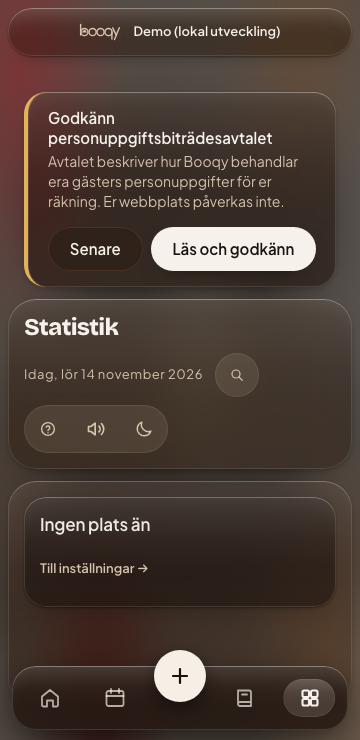 booqy Demo (lokal utveckling)
Godkänn
personuppgiftsbiträdesavtalet
Avtalet beskriver hur Booqy behandlar
era gästers personuppgifter för er
räkning. Er webbplats påverkas inte.
Senare Läs och godkänn
Statistik
Idag, lör 14 november 2026
Ingen plats än
Till inställningar →